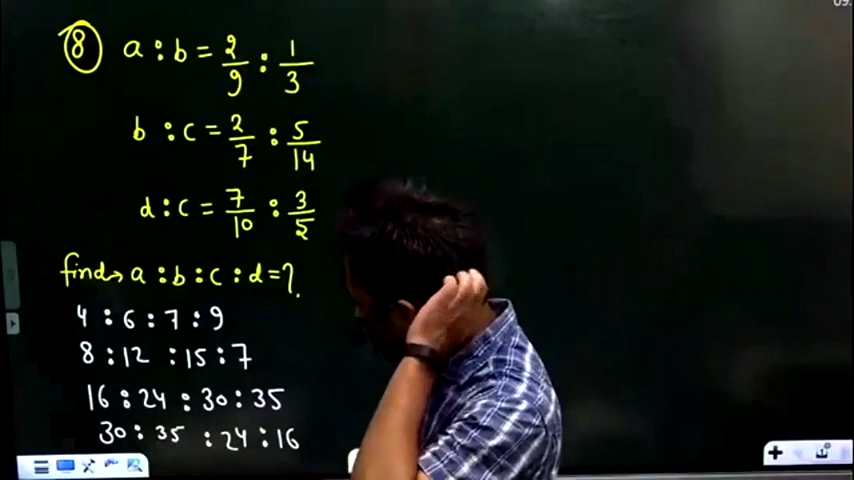 8 a : b = 2/9 : 1/3
b : c = 2/7 : 5/14
d : c = 7/10 : 3/5
find→ a : b : c : d = ?
4 : 6 : 7 : 9
8 : 12 : 15 : 7
16 : 24 : 30 : 35
30 : 35 : 24 : 16